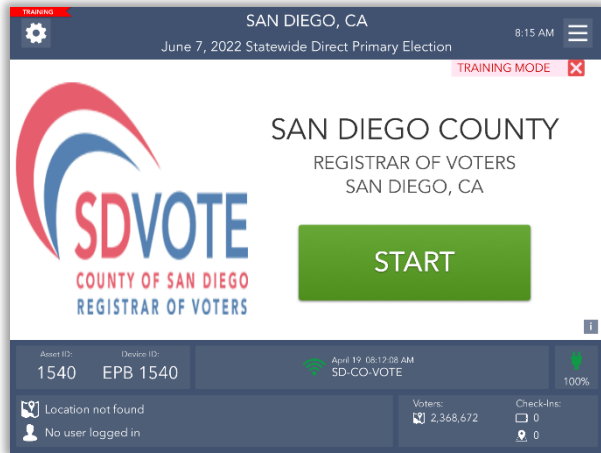 TRAINING
SAN DIEGO, CA
June 7, 2022 Statewide Direct Primary Election
8:15 AM
TRAINING MODE
SAN DIEGO COUNTY
REGISTRAR OF VOTERS
SAN DIEGO, CA
SDVOTE
COUNTY OF SAN DIEGO
REGISTRAR OF VOTERS
START
i
Asset ID:
1540
Device ID:
EPB 1540
April 19 08:12:08 AM
SD-CO-VOTE
100%
Location not found
No user logged in
Voters:
2,368,672
Check-Ins:
0
0